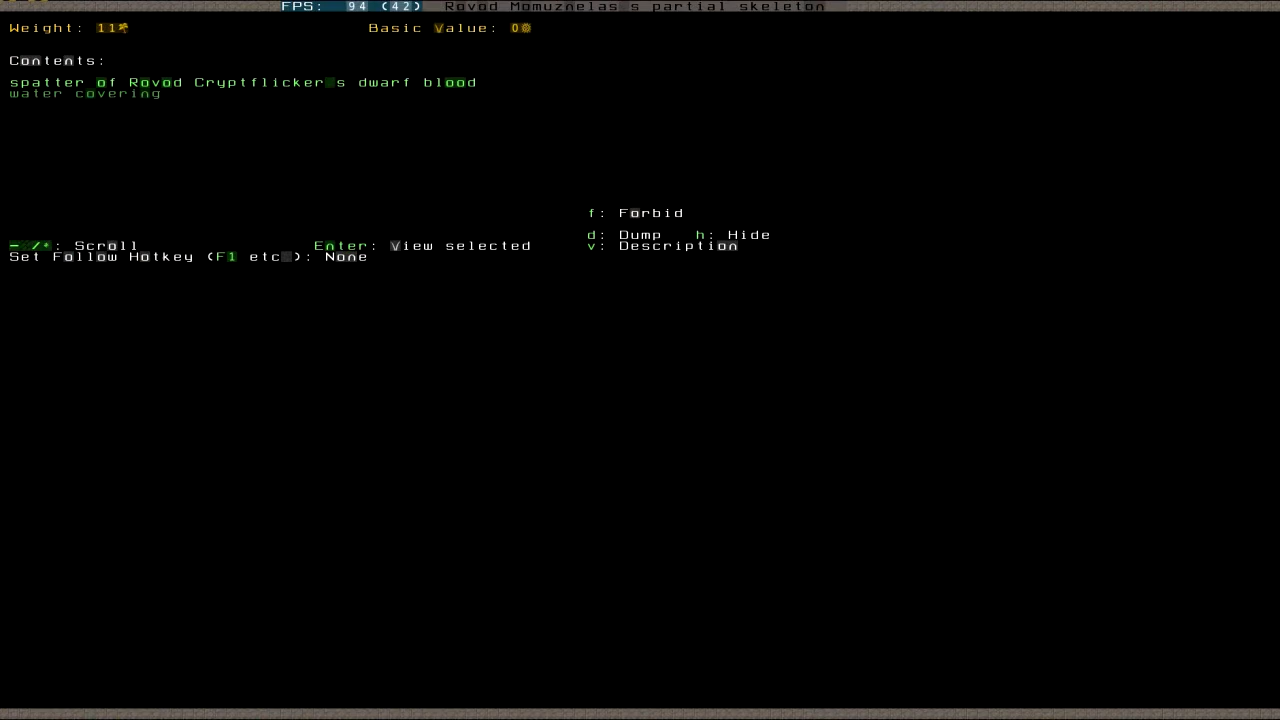 FPS: 94 (42) Rovod Momuznelas s partial skeleton
Weight: 11 Basic Value: 0☼
Contents:
spatter of Rovod Cryptflicker s dwarf blood
water covering
f: Forbid
d: Dump h: Hide
- /*: Scroll Enter: View selected v: Description
Set Follow Hotkey (F1 etc ): None